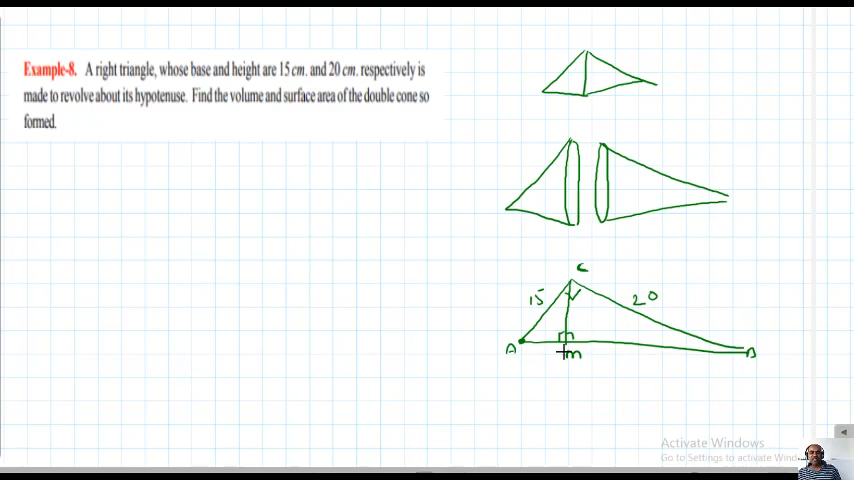 Example-8. A right triangle, whose base and height are 15 cm. and 20 cm. respectively is
made to revolve about its hypotenuse. Find the volume and surface area of the double cone so
formed.
C
15
20
A
m
B
Activate Windows
Go to Settings to activate Wind